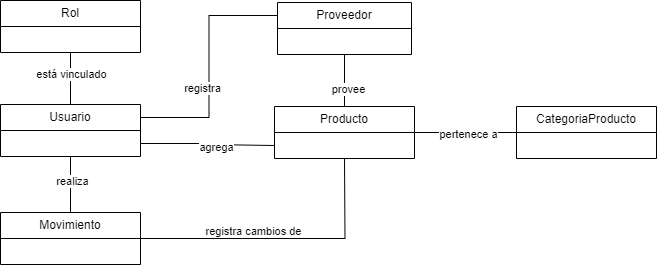 Rol
Proveedor
está vinculado
registra
provee
Usuario
Producto
CategoriaProducto
agrega
pertenece a
realiza
Movimiento
registra cambios de